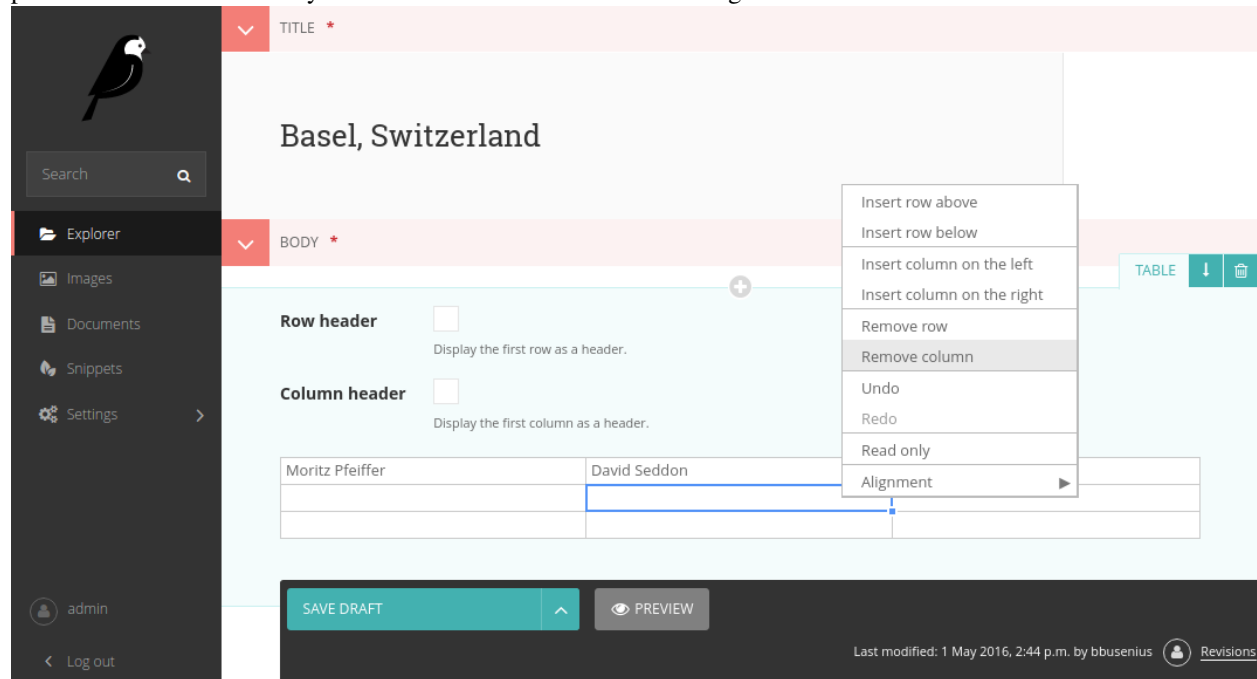 TITLE *
Basel, Switzerland
Search
Explorer
Images
Documents
Snippets
Settings
admin
Log out
BODY *
TABLE
Row header
Display the first row as a header.
Column header
Display the first column as a header.
Moritz Pfeiffer
David Seddon
Insert row above
Insert row below
Insert column on the left
Insert column on the right
Remove row
Remove column
Undo
Redo
Read only
Alignment
SAVE DRAFT
PREVIEW
Last modified: 1 May 2016, 2:44 p.m. by bbusenius Revisions